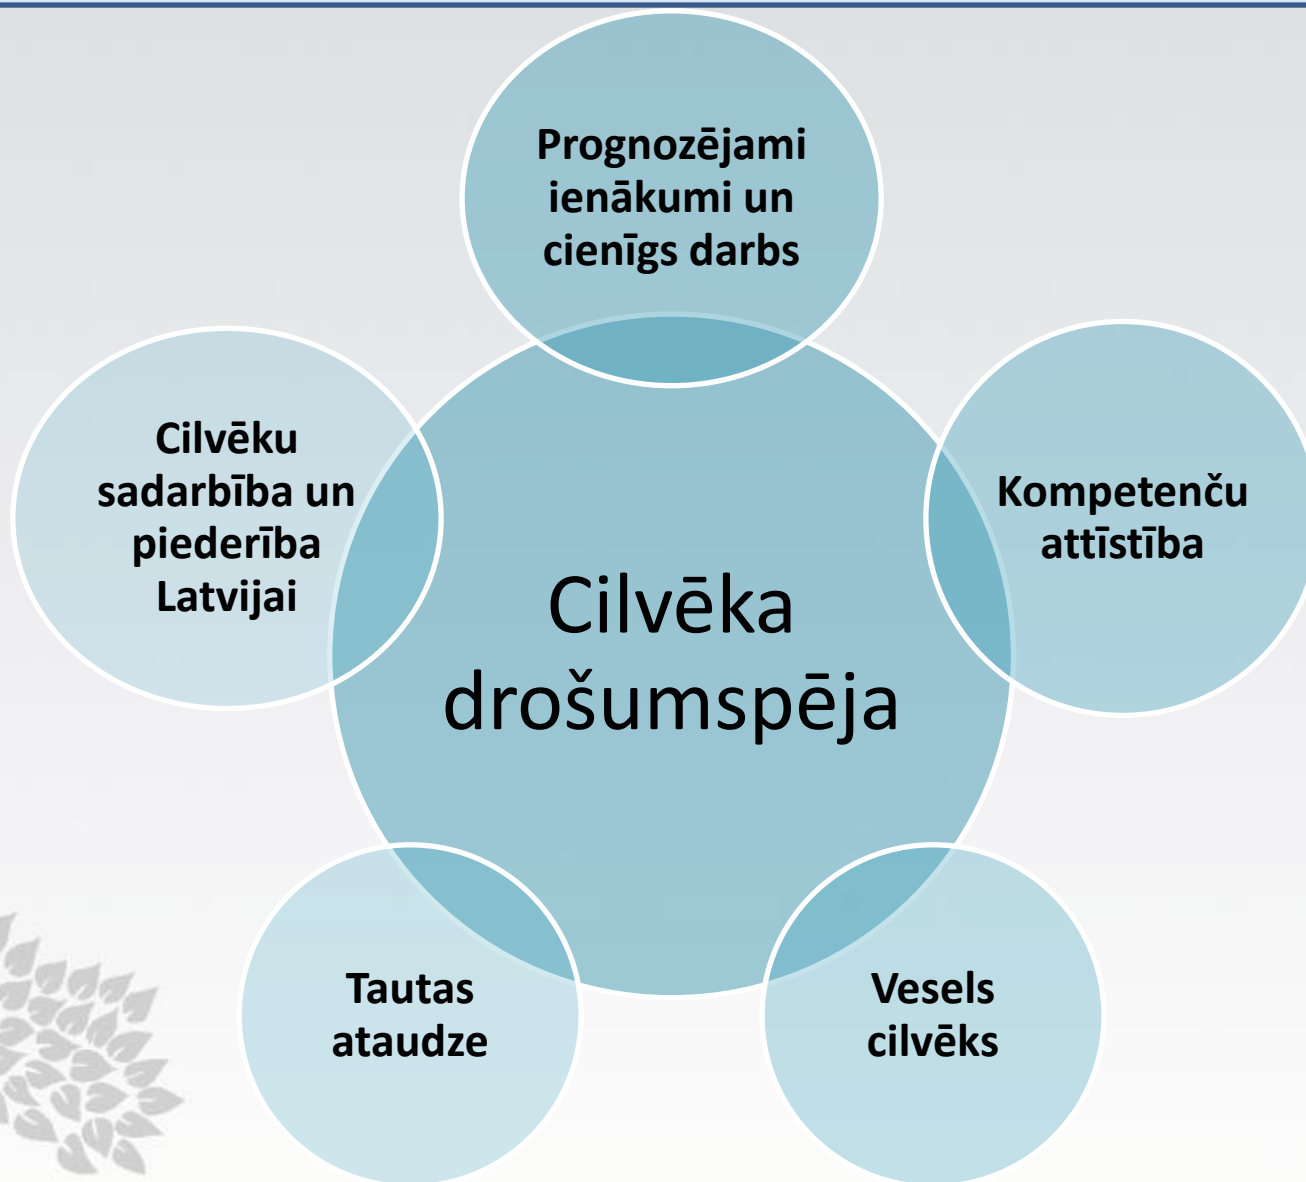 Prognozējami
ienākumi un
cienīgs darbs
Cilvēku
sadarbība un
piederība
Latvijai
Kompetenču
attīstība
Cilvēka
drošumspēja
Tautas
ataudze
Vesels
cilvēks